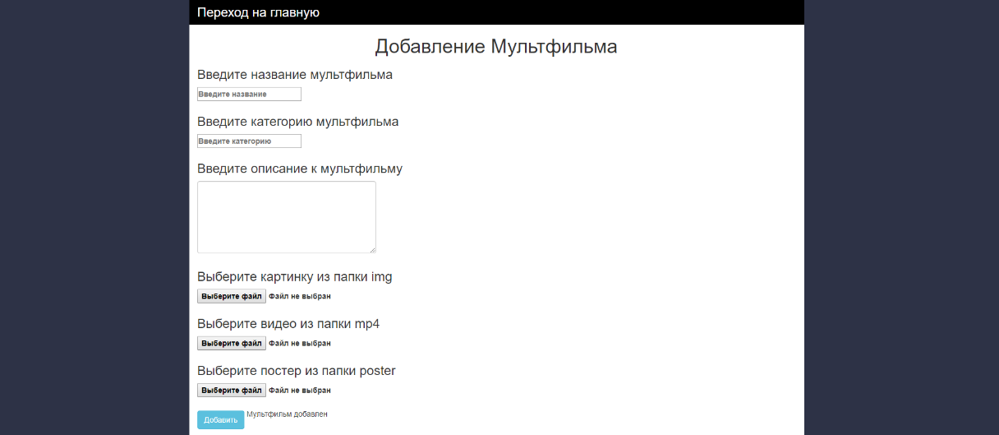 Переход на главную
Добавление Мультфильма
Введите название мультфильма
Введите название
Введите категорию мультфильма
Введите категорию
Введите описание к мультфильму
Выберите картинку из папки img
Выберите файл Файл не выбран
Выберите видео из папки mp4
Выберите файл Файл не выбран
Выберите постер из папки poster
Выберите файл Файл не выбран
Добавить Мультфильм добавлен